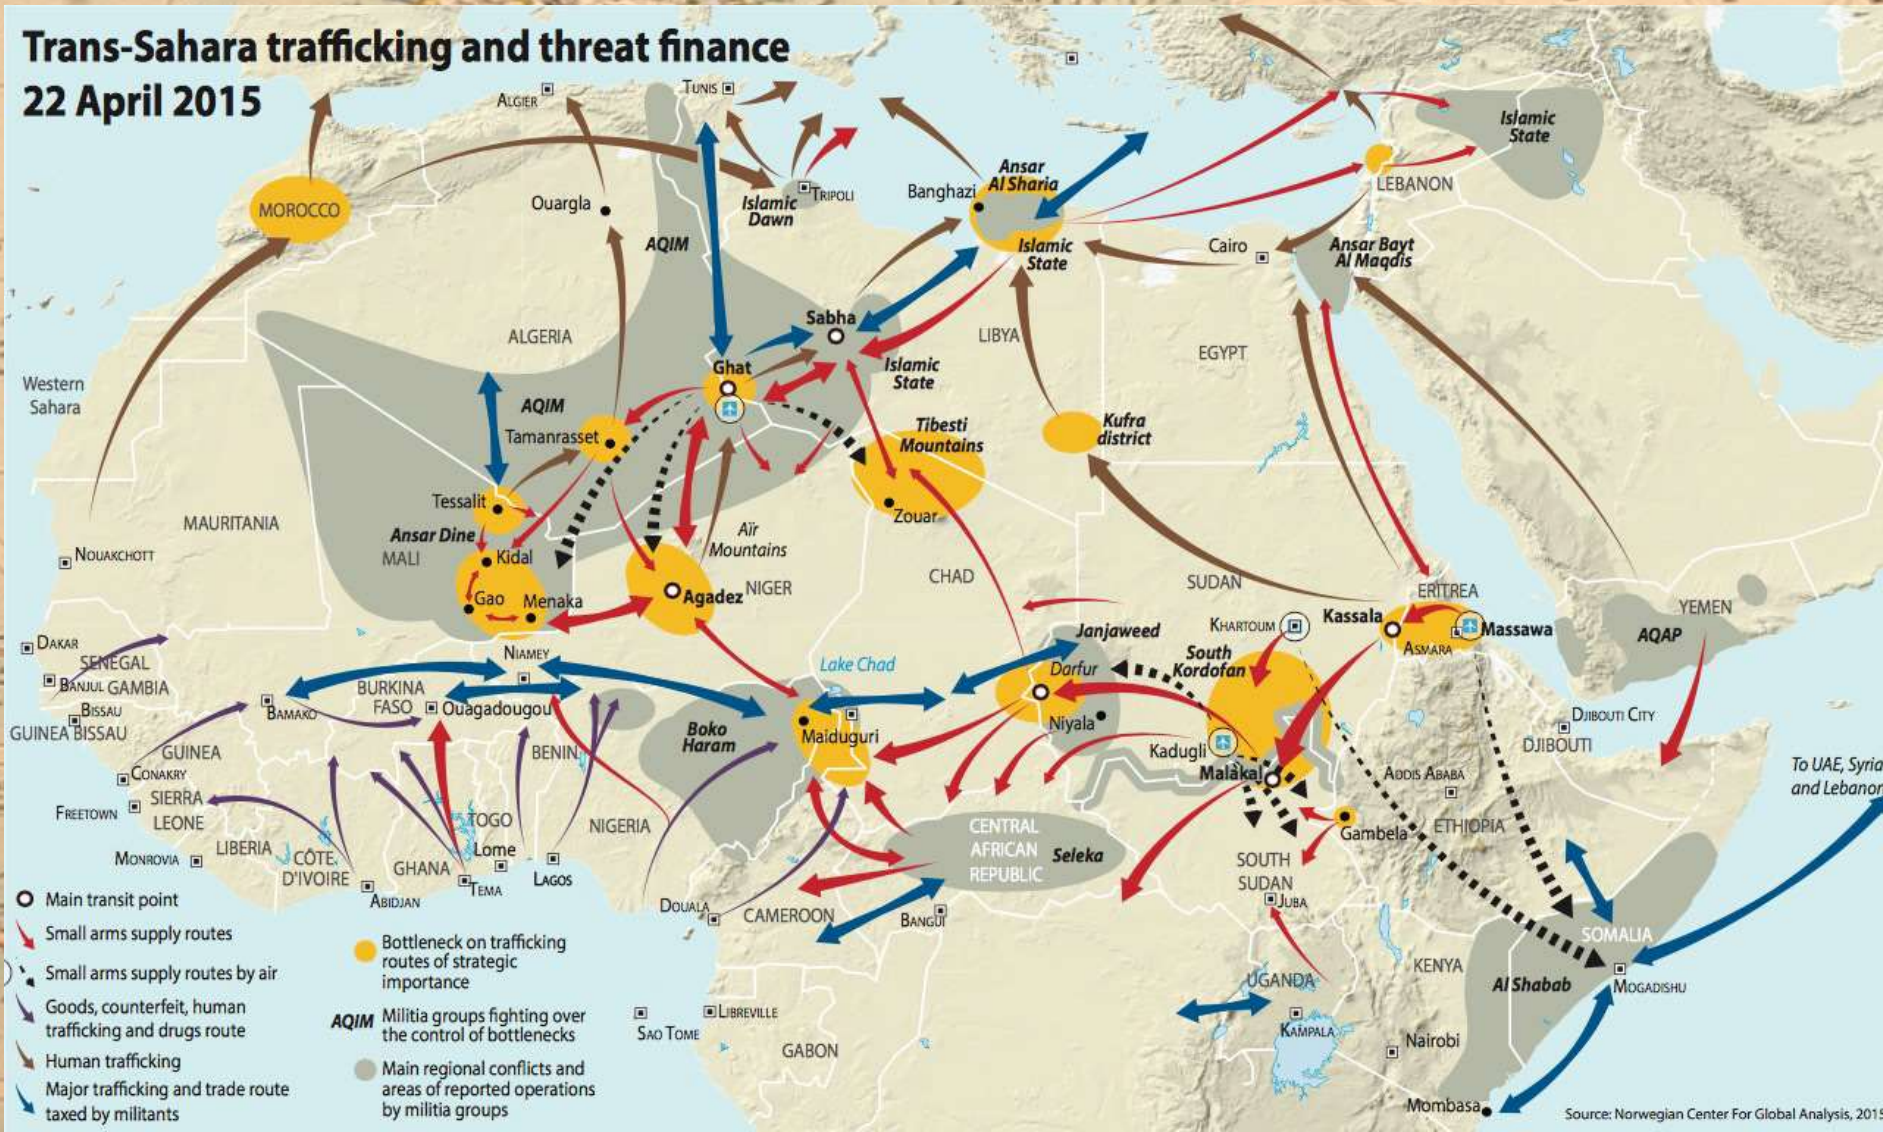 Trans-Sahara trafficking and threat finance
22 April 2015
ALGIER
TUNIS
Islamic
State
MOROCCO
Ouargla
AQIM
Islamic
Dawn
TRIPOLI
Banghazi
Ansar
Al Sharia
Islamic
State
LEBANON
Cairo
Ansar Bayt
Al Maqdis
Western
Sahara
ALGERIA
Sabha
LIBYA
EGYPT
Ghat
Islamic
State
AQIM
Tamanrasset
Tibesti
Mountains
Kufra
district
Tessalit
Zouar
MAURITANIA
Ansar Dine
MALI
Kidal
Aïr
Mountains
NOUAKCHOTT
Gao
Menaka
Agadez
NIGER
CHAD
SUDAN
ERITREA
YEMEN
AQAP
Kassala
Massawa
ASMARA
KHARTOUM
Janjaweed
Darfur
South
Kordofan
DAKAR
SENEGAL
BANJUL
GAMBIA
BISSAU
GUINEA BISSAU
NIAMEY
Lake Chad
BURKINA
FASO
Ouagadougou
BAMAKO
Boko
Haram
Maiduguri
Niyala
Kadugli
Malakal
DJIBOUTI CITY
DJIBOUTI
GUINEA
BENIN
CONAKRY
SIERRA
LEONE
FREETOWN
ADDIS ABABA
To UAE, Syria
and Lebanon
TOGO
NIGERIA
Gambela
ETHIOPIA
MONROVIA
LIBERIA
CÔTE
D'IVOIRE
GHANA
Lome
TEMA
LAGOS
ABIDJAN
CENTRAL
AFRICAN
REPUBLIC
Seleka
SOUTH
SUDAN
JUBA
DOUALA
CAMEROON
BANGUI
SOMALIA
UGANDA
KENYA
Al Shabab
MOGADISHU
SAO TOME
LIBREVILLE
KAMPALA
Nairobi
GABON
Mombasa
Main transit point
Small arms supply routes
Small arms supply routes by air
Goods, counterfeit, human
trafficking and drugs route
Human trafficking
Major trafficking and trade route
taxed by militants
Bottleneck on trafficking
routes of strategic
importance
AQIM Militia groups fighting over
the control of bottlenecks
Main regional conflicts and
areas of reported operations
by militia groups
Source: Norwegian Center For Global Analysis, 2015